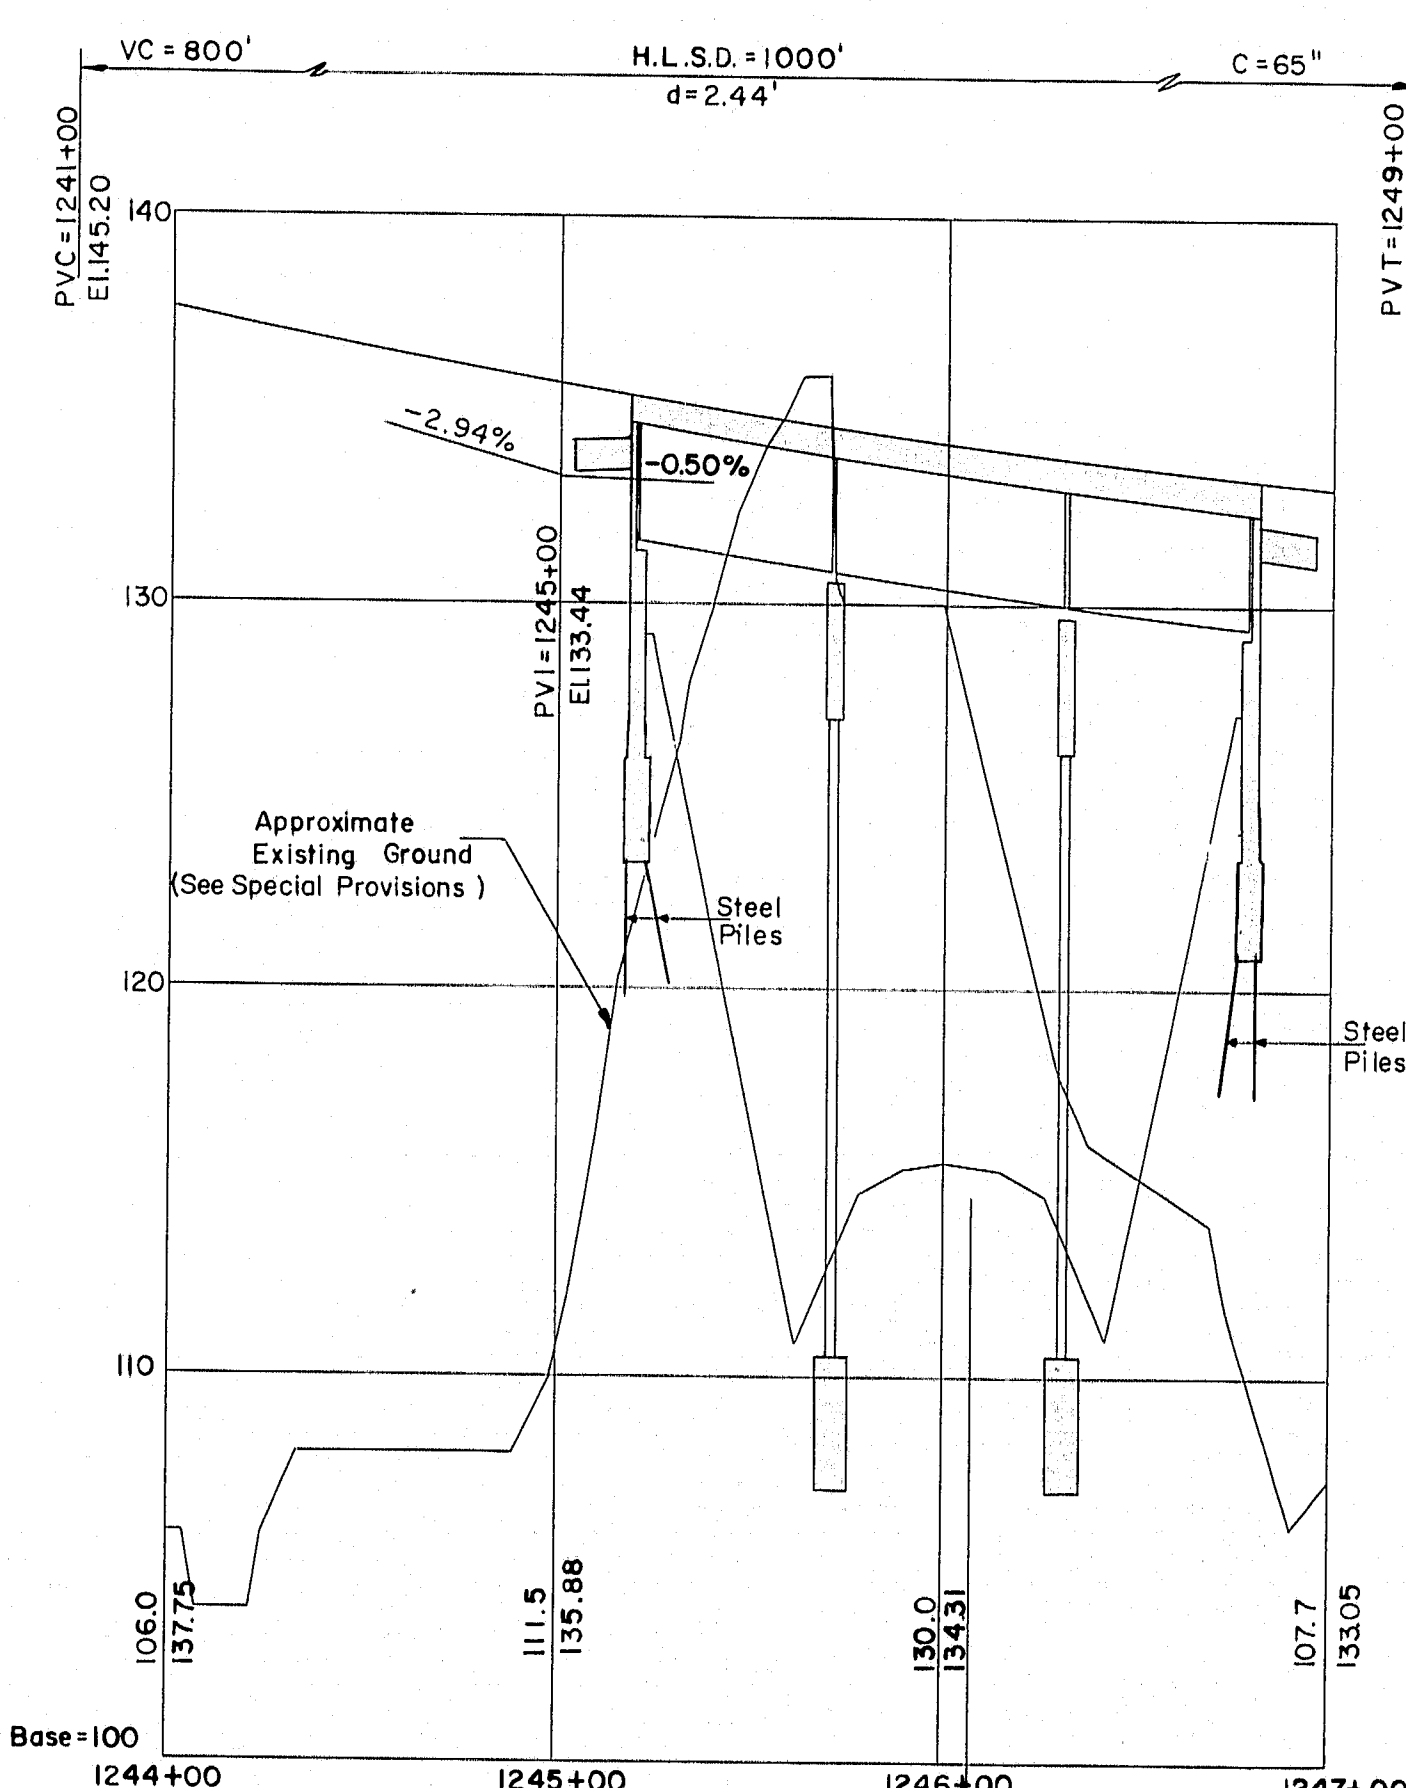 VC = 800'
H.L.S.D. = 1000'
C = 65"
d = 2.44'
PVC = 1241+00
El. 145.20
PVT = 1249+00
140
-2.94%
-0.50%
130
PVI = 1245+00
El. 133.44
Approximate
Existing Ground
(See Special Provisions)
Steel
Piles
120
Steel
Piles
110
106.0
137.75
111.5
135.88
130.0
134.31
107.7
133.05
Base = 100
1244+00
1245+00
1246+00
1247+00